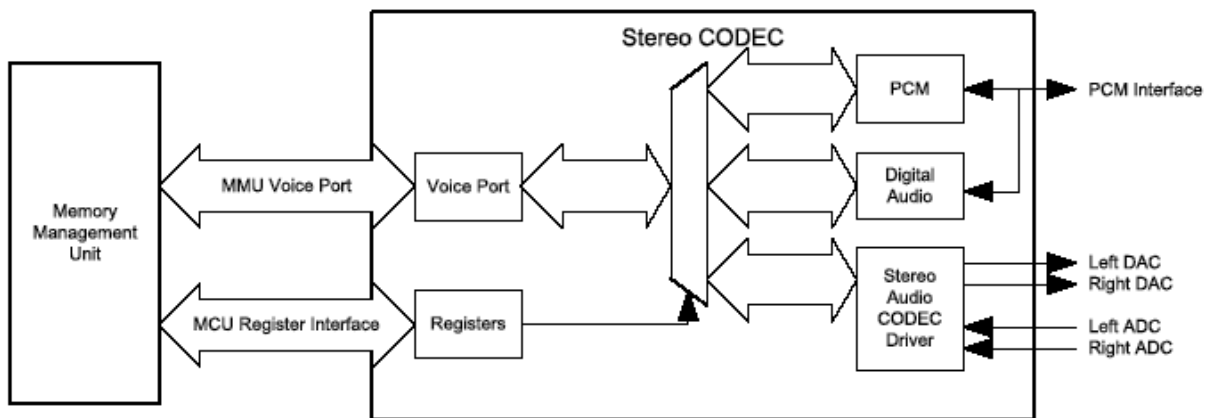 Stereo CODEC
Memory
Management
Unit
MMU Voice Port
Voice Port
MCU Register Interface
Registers
PCM
PCM Interface
Digital
Audio
Stereo
Audio
CODEC
Driver
Left DAC
Right DAC
Left ADC
Right ADC